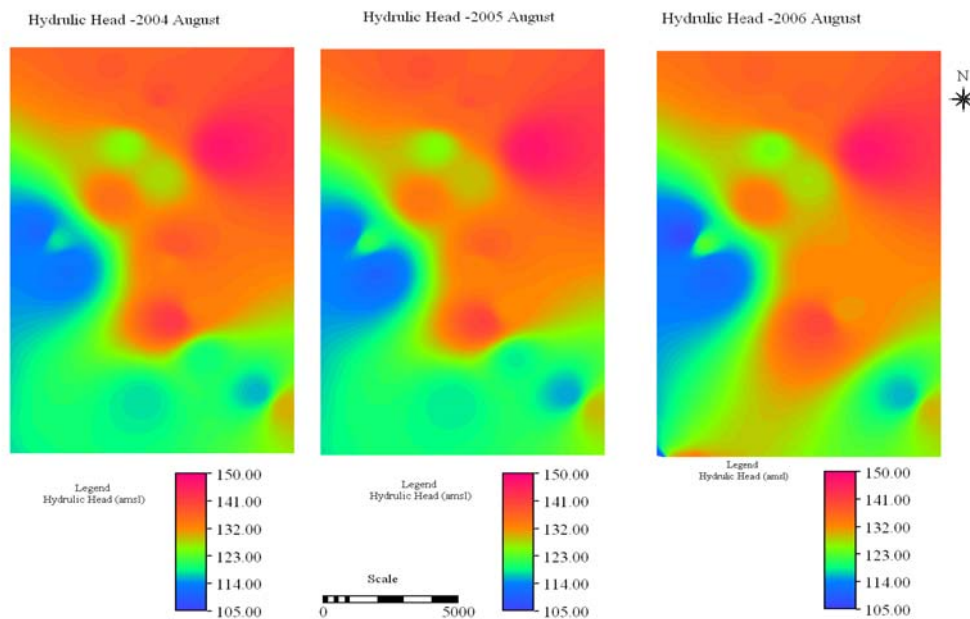 Hydrulic Head -2004 August
Hydrulic Head -2005 August
Hydrulic Head -2006 August
N
Legend
Hydrulic Head (amsl)
150.00
141.00
132.00
123.00
114.00
105.00
Legend
Hydrulic Head (amsl)
150.00
141.00
132.00
123.00
114.00
105.00
Scale
0 5000
Legend
Hydrulic Head (amsl)
150.00
141.00
132.00
123.00
114.00
105.00